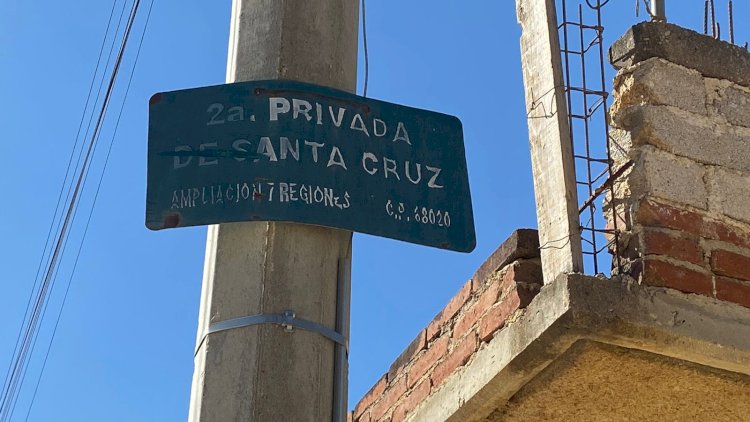 2a. PRIVADA
DE SANTA CRUZ
AMPLIACION 7 REGIONES C.P. 68020